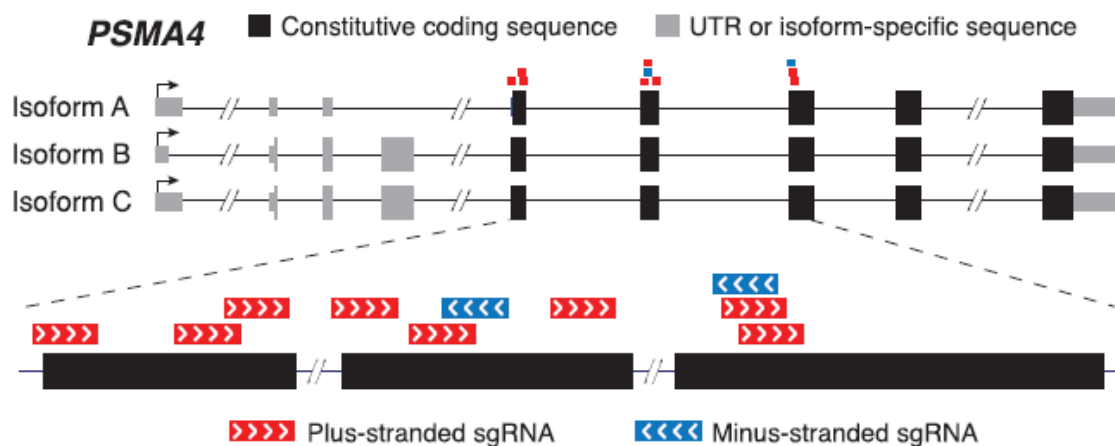 PSMA4 Constitutive coding sequence UTR or isoform-specific sequence
Isoform A
Isoform B
Isoform C
Plus-stranded sgRNA Minus-stranded sgRNA